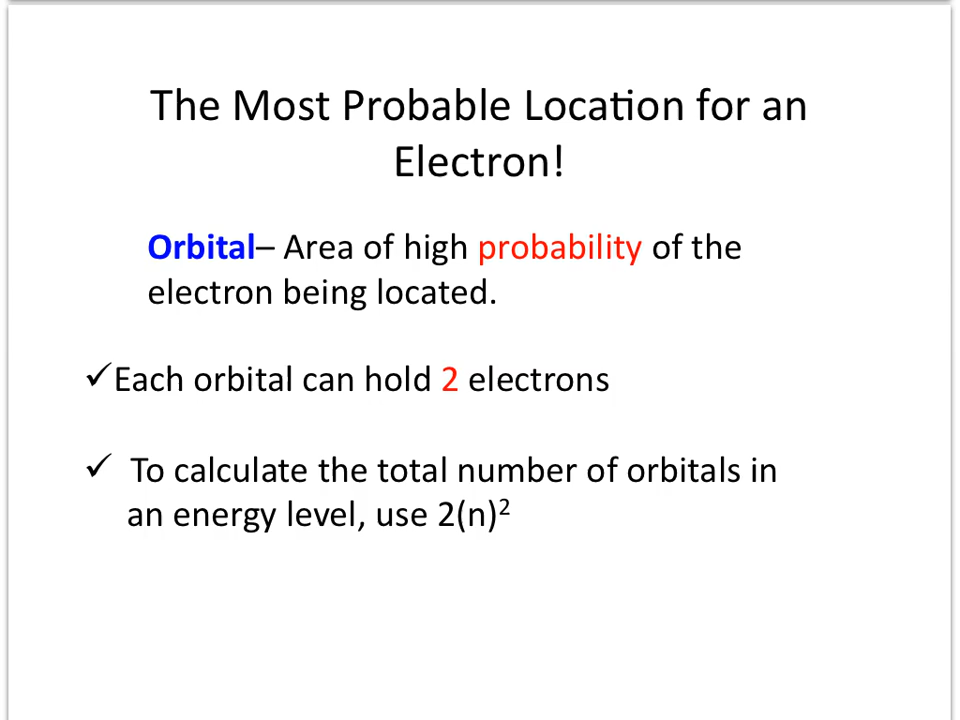 The Most Probable Location for an
Electron!
Orbital– Area of high probability of the
electron being located.
✓Each orbital can hold 2 electrons
✓ To calculate the total number of orbitals in
an energy level, use 2(n)²